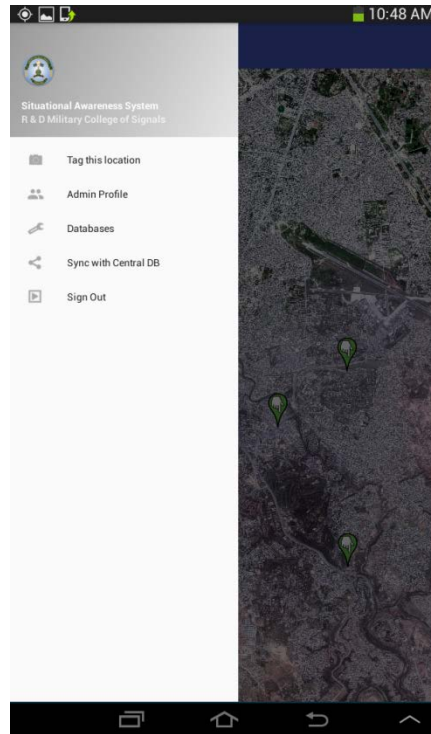 10:48 AM
Situational Awareness System
R & D Military College of Signals
Tag this location
Admin Profile
Databases
Sync with Central DB
Sign Out